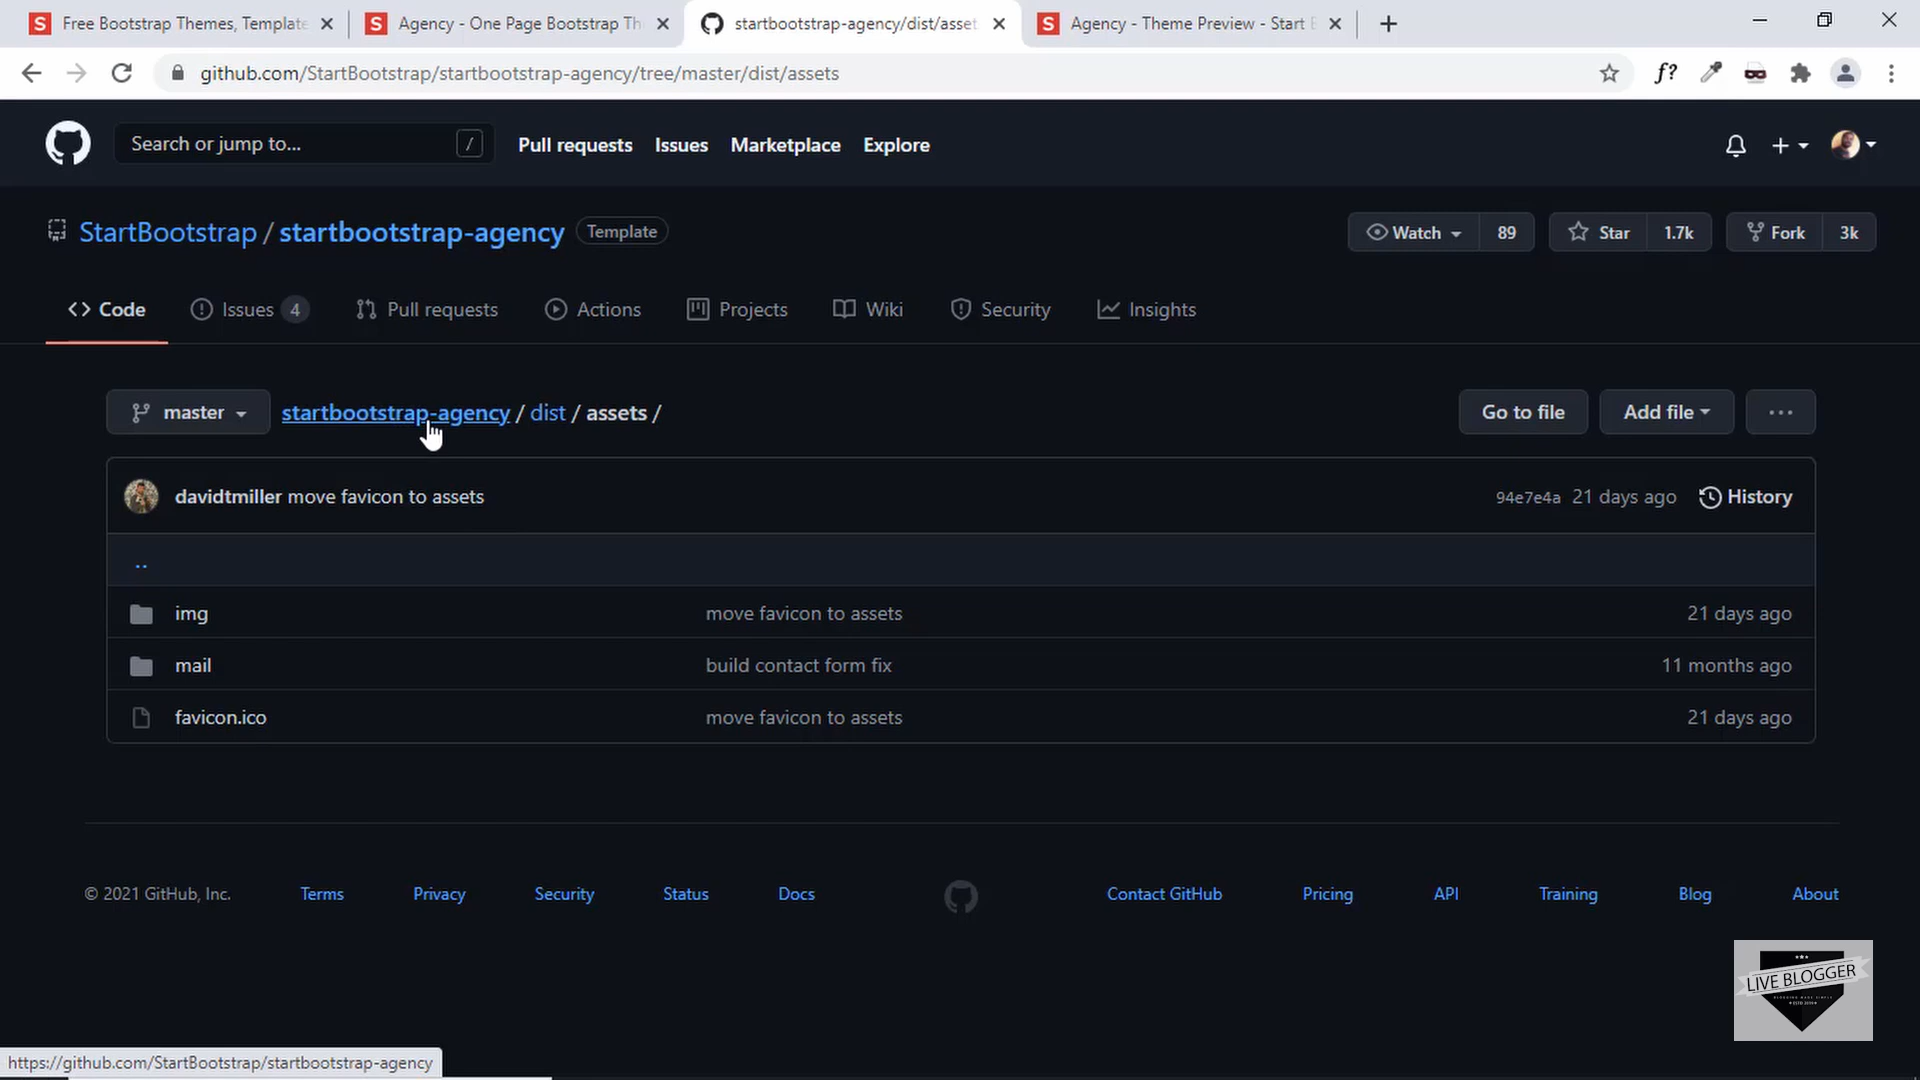 Free Bootstrap Themes, Template
Agency - One Page Bootstrap Th
startbootstrap-agency/dist/asset
Agency - Theme Preview - Start B
github.com/StartBootstrap/startbootstrap-agency/tree/master/dist/assets
f?
Search or jump to...
/
Pull requests
Issues
Marketplace
Explore
StartBootstrap / startbootstrap-agency
Template
Watch 89
Star 1.7k
Fork 3k
Code
Issues 4
Pull requests
Actions
Projects
Wiki
Security
Insights
master
startbootstrap-agency / dist / assets /
Go to file
Add file
davidtmiller move favicon to assets
94e7e4a 21 days ago
History
..
img move favicon to assets 21 days ago
mail build contact form fix 11 months ago
favicon.ico move favicon to assets 21 days ago
© 2021 GitHub, Inc.
Terms
Privacy
Security
Status
Docs
Contact GitHub
Pricing
API
Training
Blog
About
LIVE BLOGGER
https://github.com/StartBootstrap/startbootstrap-agency